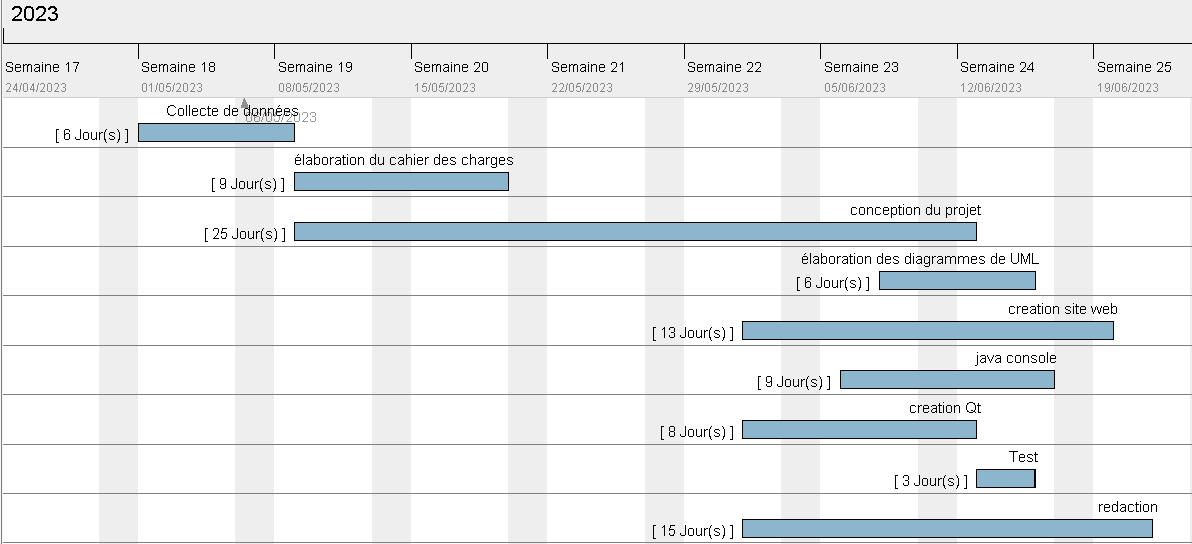 2023
Semaine 17 Semaine 18 Semaine 19 Semaine 20 Semaine 21 Semaine 22 Semaine 23 Semaine 24 Semaine 25
24/04/2023 01/05/2023 08/05/2023 15/05/2023 22/05/2023 29/05/2023 05/06/2023 12/06/2023 19/06/2023
Collecte de données
06/05/2023
[ 6 Jour(s) ]
élaboration du cahier des charges
[ 9 Jour(s) ]
conception du projet
[ 25 Jour(s) ]
élaboration des diagrammes de UML
[ 6 Jour(s) ]
creation site web
[ 13 Jour(s) ]
java console
[ 9 Jour(s) ]
creation Qt
[ 8 Jour(s) ]
Test
[ 3 Jour(s) ]
redaction
[ 15 Jour(s) ]